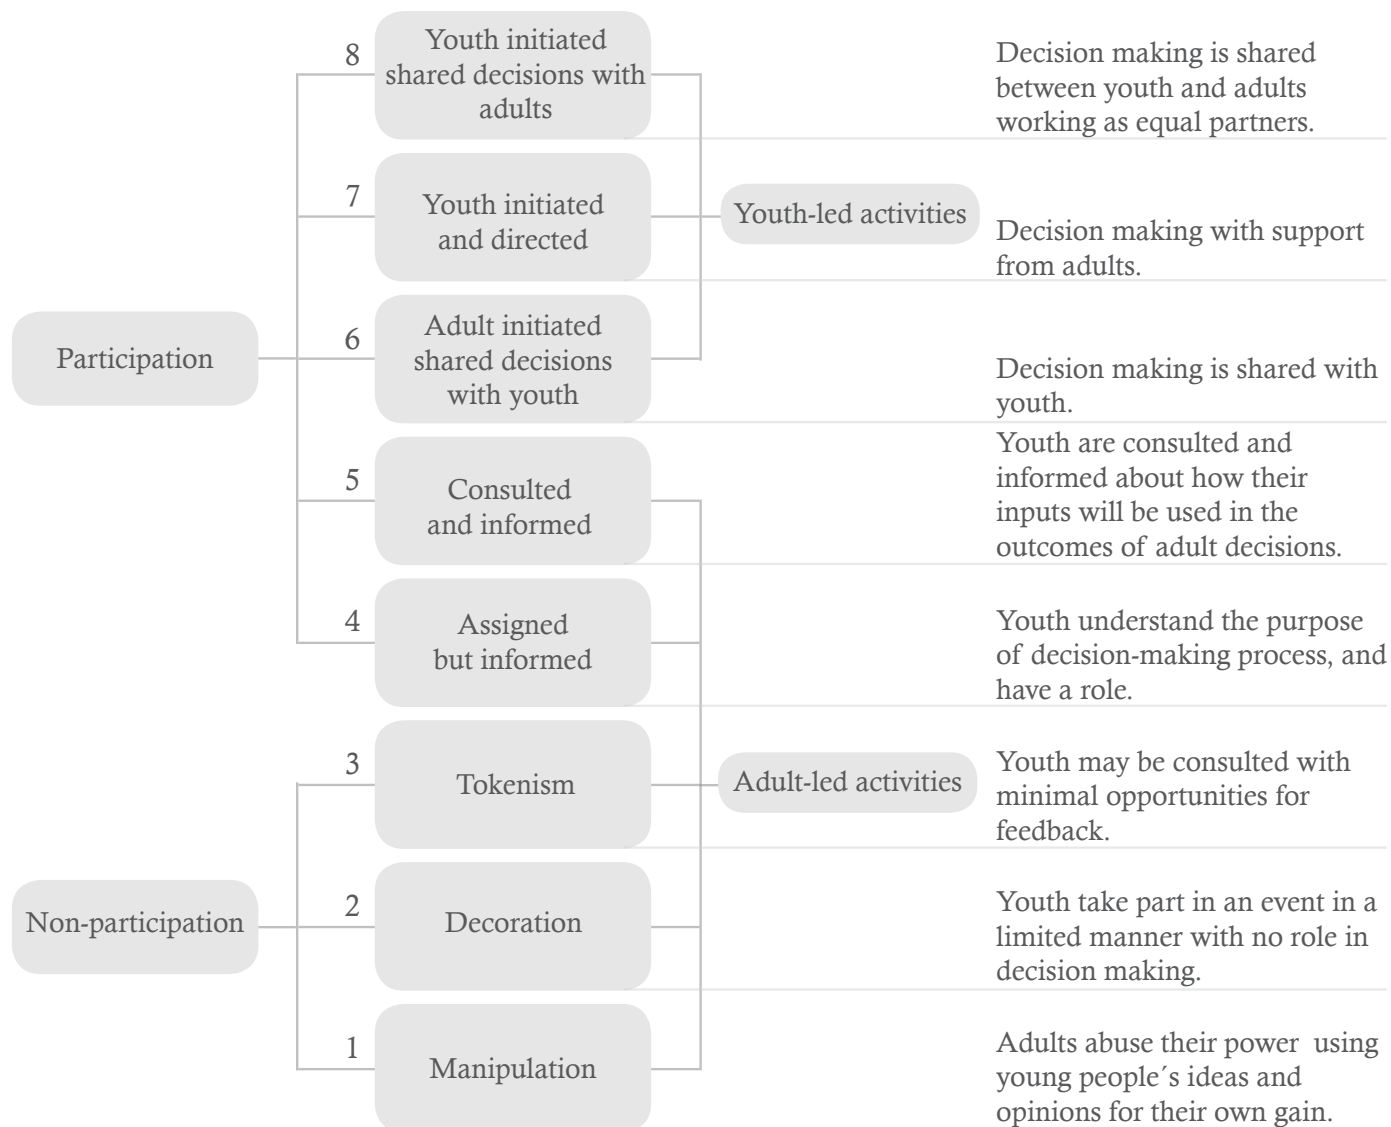 8
Youth initiated
shared decisions with
adults
Decision making is shared
between youth and adults
working as equal partners.
7
Youth initiated
and directed
Youth-led activities
Decision making with support
from adults.
Participation
6
Adult initiated
shared decisions
with youth
Decision making is shared with
youth.
5
Consulted
and informed
Youth are consulted and
informed about how their
inputs will be used in the
outcomes of adult decisions.
4
Assigned
but informed
Youth understand the purpose
of decision-making process, and
have a role.
3
Tokenism
Adult-led activities
Youth may be consulted with
minimal opportunities for
feedback.
Non-participation
2
Decoration
Youth take part in an event in a
limited manner with no role in
decision making.
1
Manipulation
Adults abuse their power  using
young people´s ideas and
opinions for their own gain.